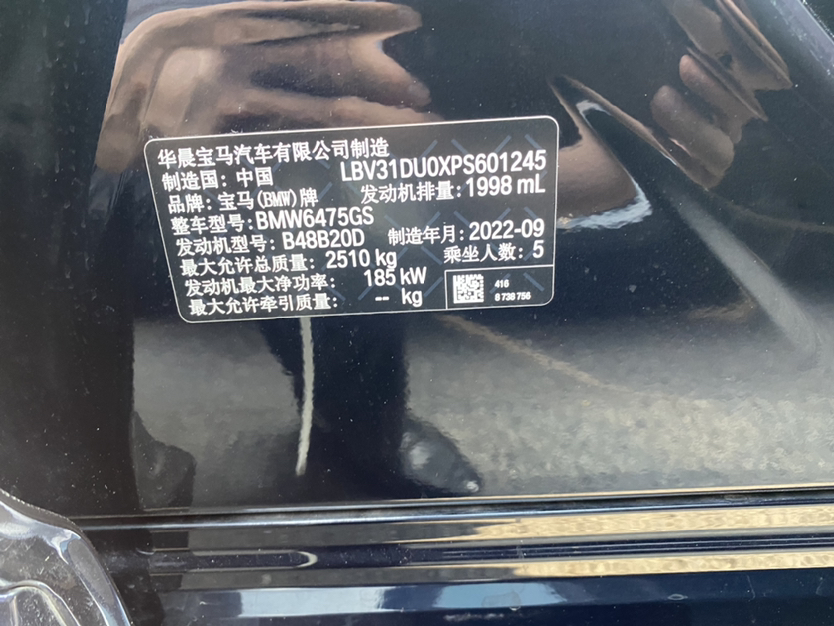 华晨宝马汽车有限公司制造
制造国: 中国 LBV31DU0XPS601245
品牌: 宝马(BMW)牌 发动机排量: 1998 mL
整车型号: BMW6475GS
发动机型号: B48B20D 制造年月: 2022-09
最大允许总质量: 2510 kg 乘坐人数: 5
发动机最大净功率: 185 kW
最大允许牵引质量: -- kg
416
8 736 756